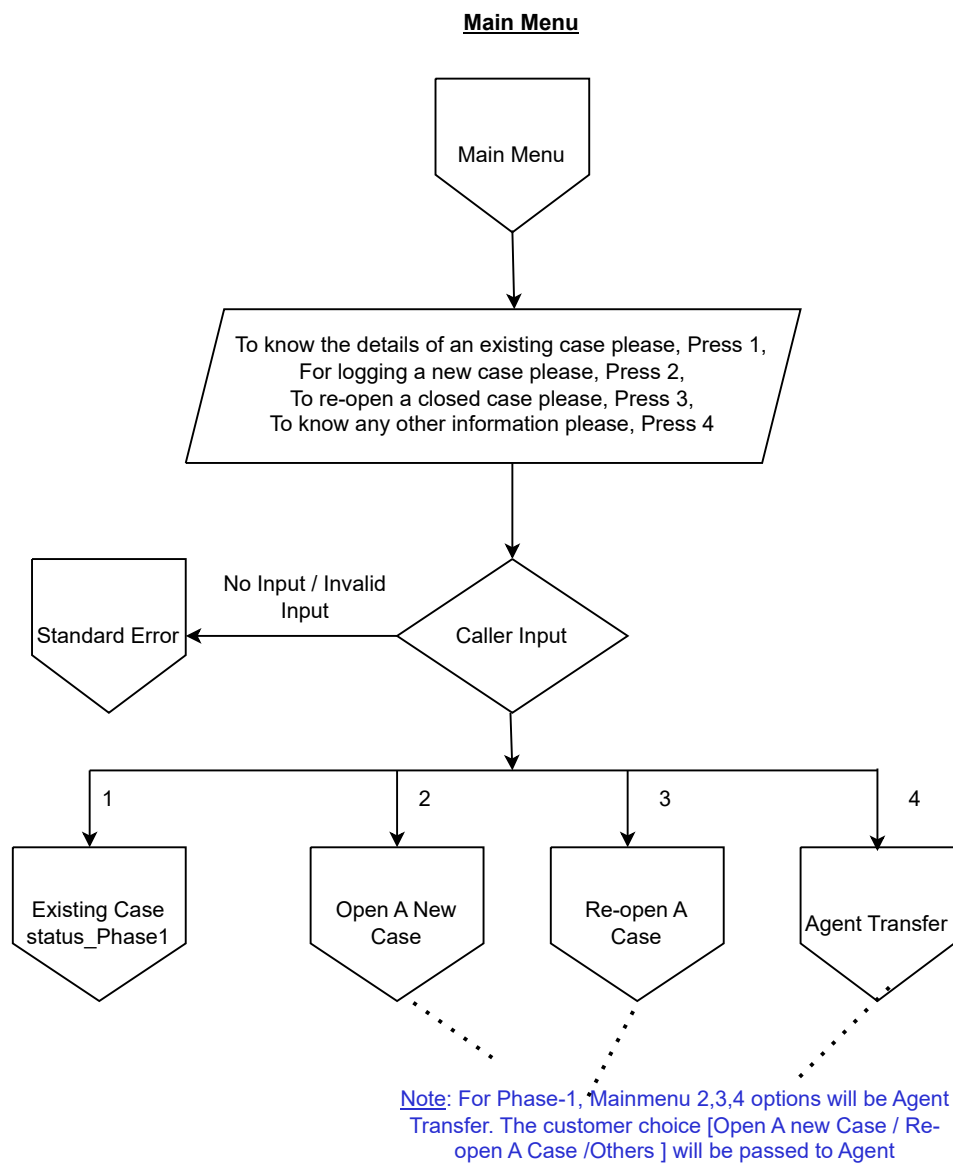 Main Menu
Main Menu
To know the details of an existing case please, Press 1,
For logging a new case please, Press 2,
To re-open a closed case please, Press 3,
To know any other information please, Press 4
No Input / Invalid
Input
Standard Error
Caller Input
1
2
3
4
Existing Case
status_Phase1
Open A New
Case
Re-open A
Case
Agent Transfer
Note: For Phase-1, Mainmenu 2,3,4 options will be Agent
Transfer. The customer choice [Open A new Case / Re-
open A Case /Others ] will be passed to Agent